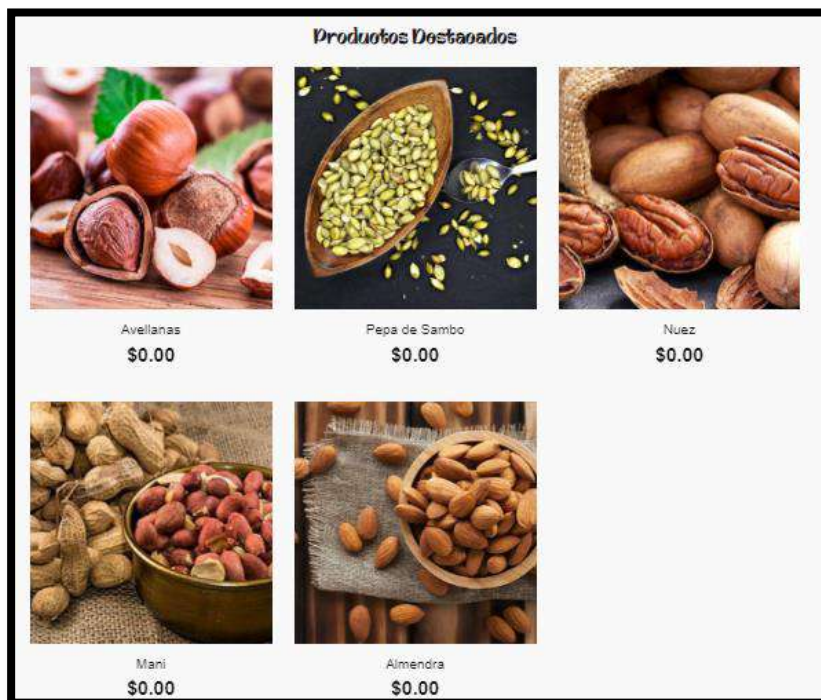 Productos Destacados
Avellanas
$0.00
Pepa de Sambo
$0.00
Nuez
$0.00
Mani
$0.00
Almendra
$0.00